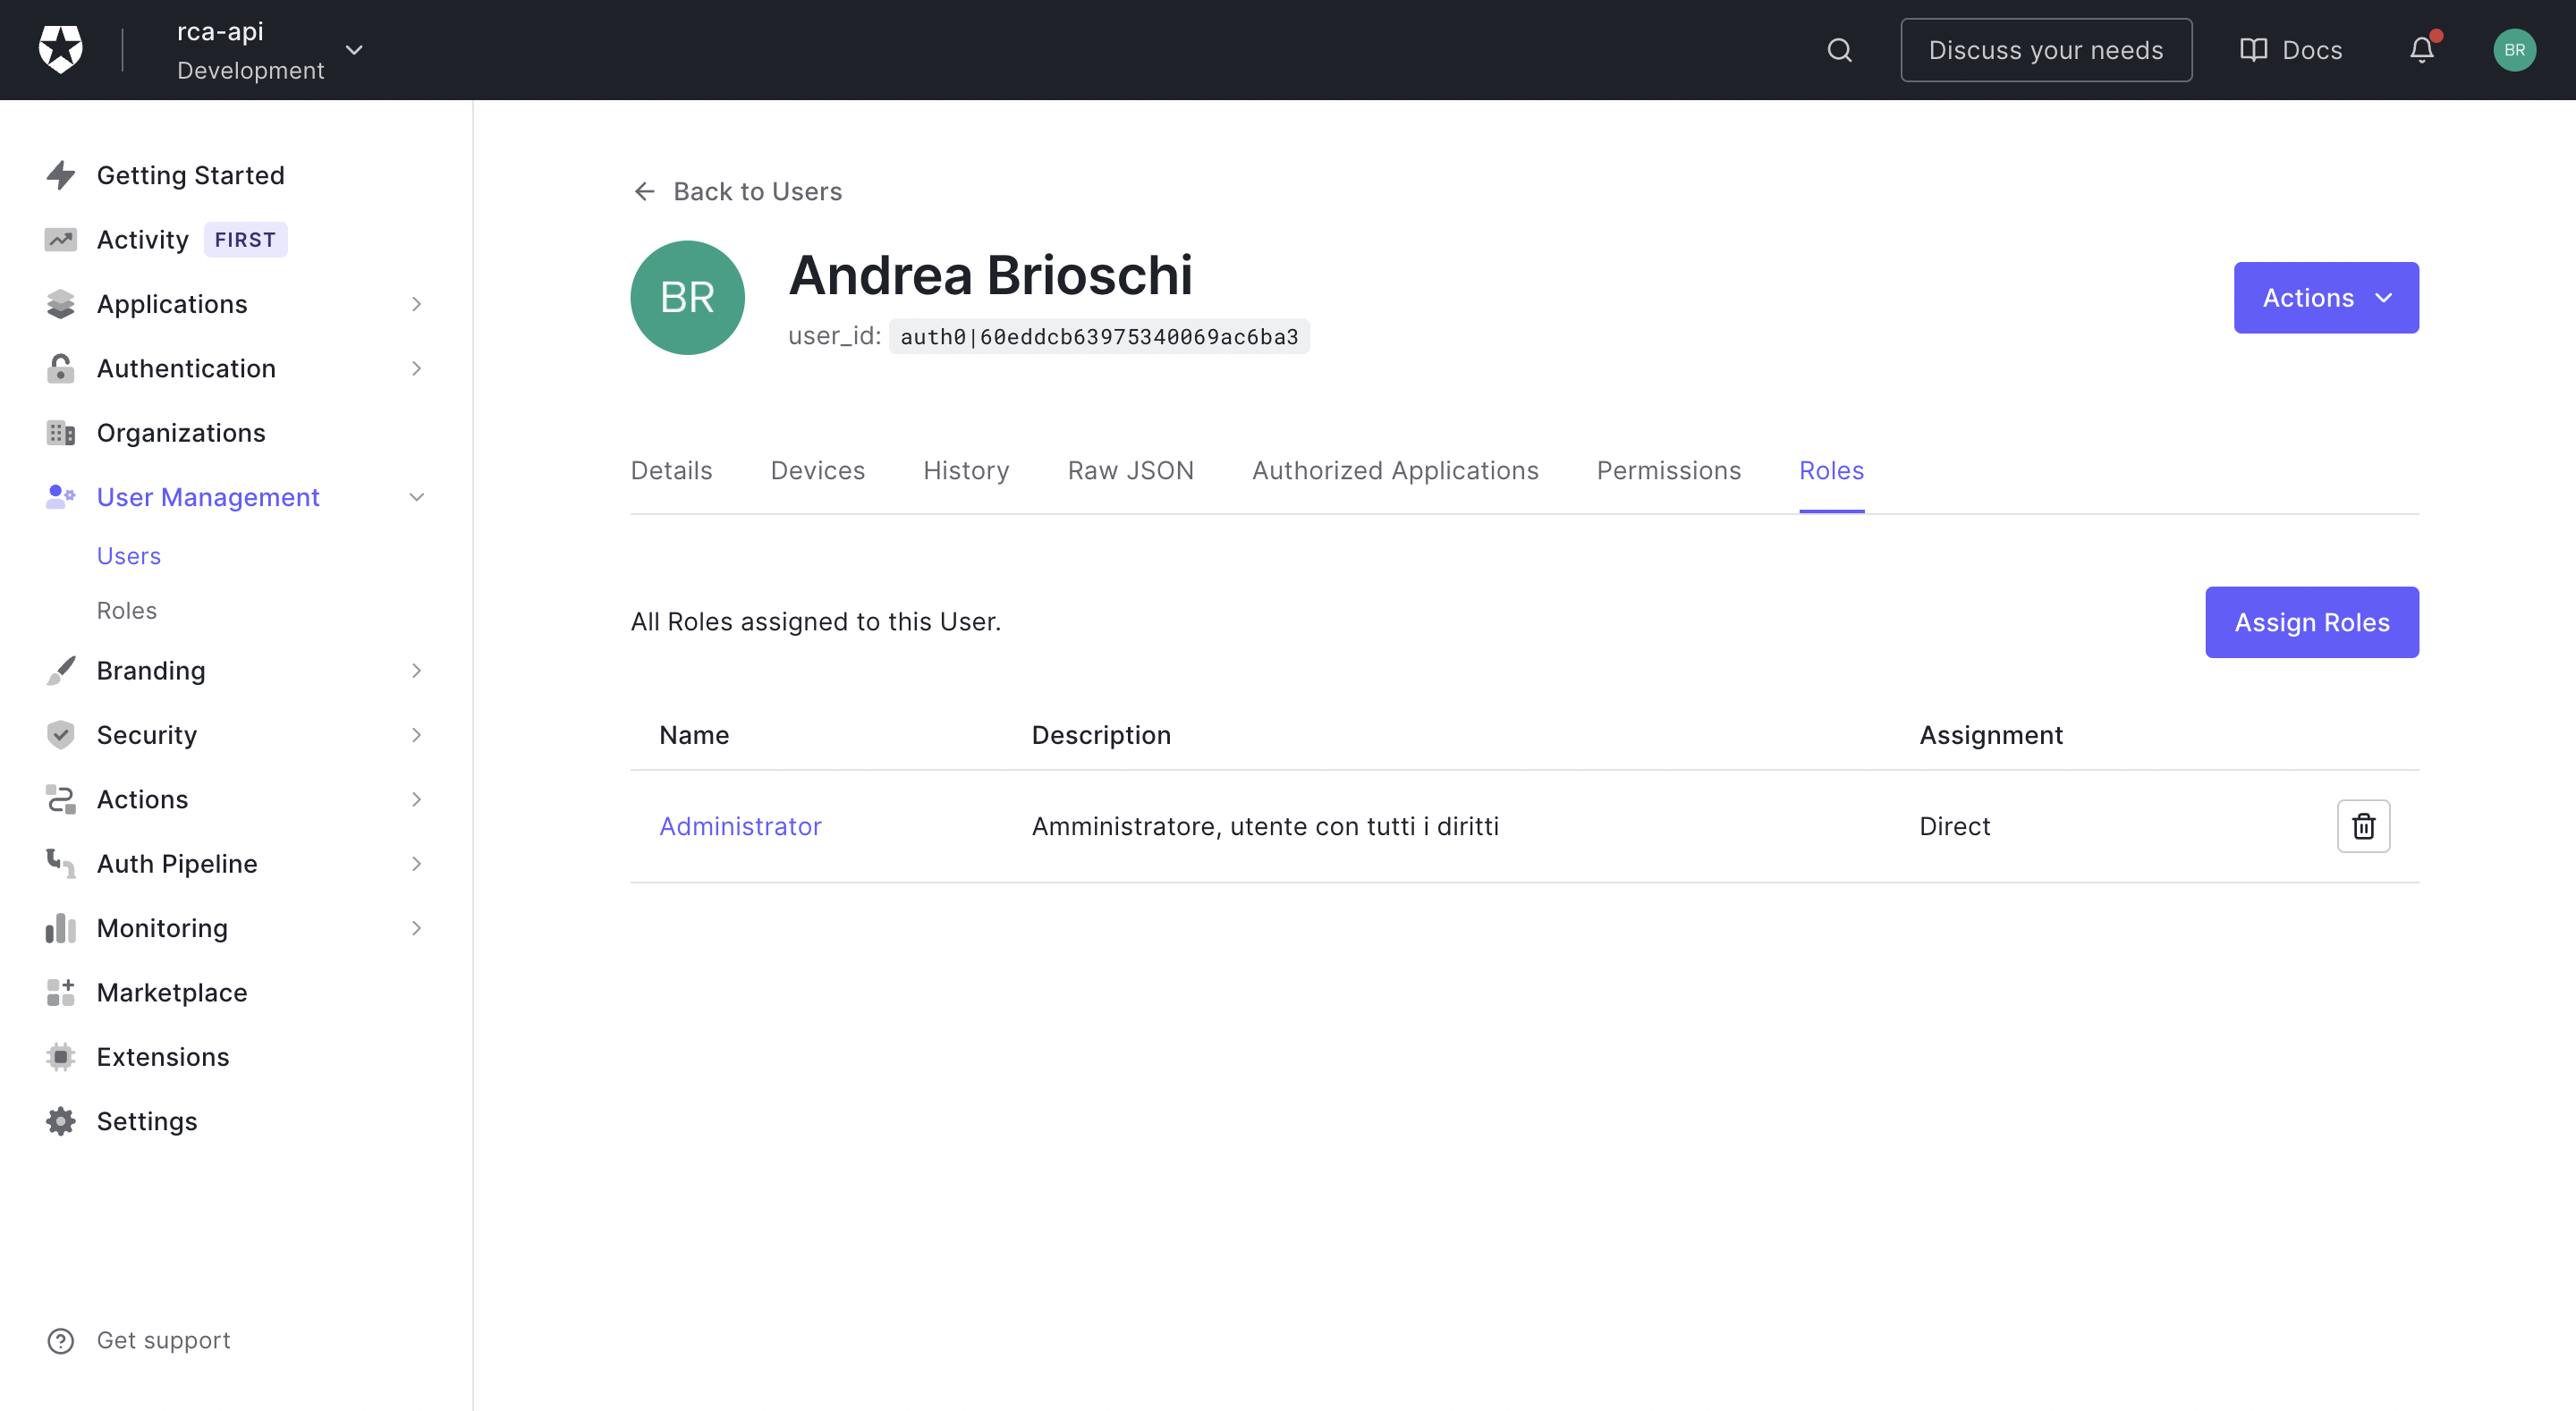 rca-api
Development
Discuss your needs
Docs
BR
Getting Started
Activity FIRST
Applications
Authentication
Organizations
User Management
Users
Roles
Branding
Security
Actions
Auth Pipeline
Monitoring
Marketplace
Extensions
Settings
Get support
Back to Users
BR
Andrea Brioschi
user_id: auth0|60eddcb63975340069ac6ba3
Actions
Details Devices History Raw JSON Authorized Applications Permissions Roles
All Roles assigned to this User.
Assign Roles
Name Description Assignment
Administrator Amministratore, utente con tutti i diritti Direct